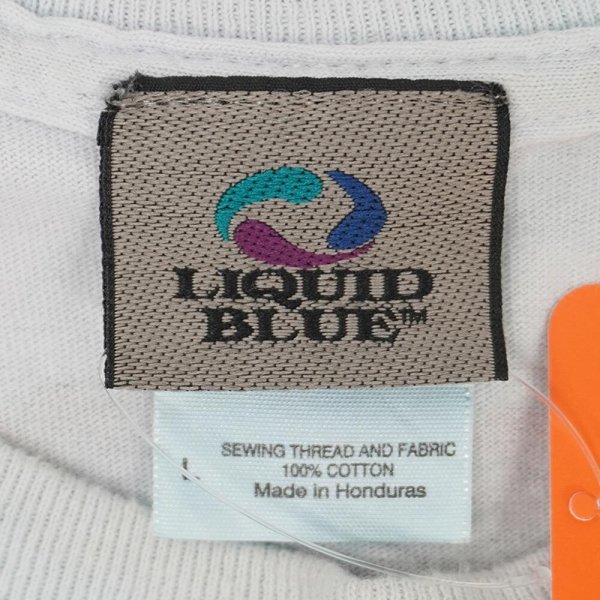 LIQUID
BLUE™
SEWING THREAD AND FABRIC
L 100% COTTON
Made in Honduras